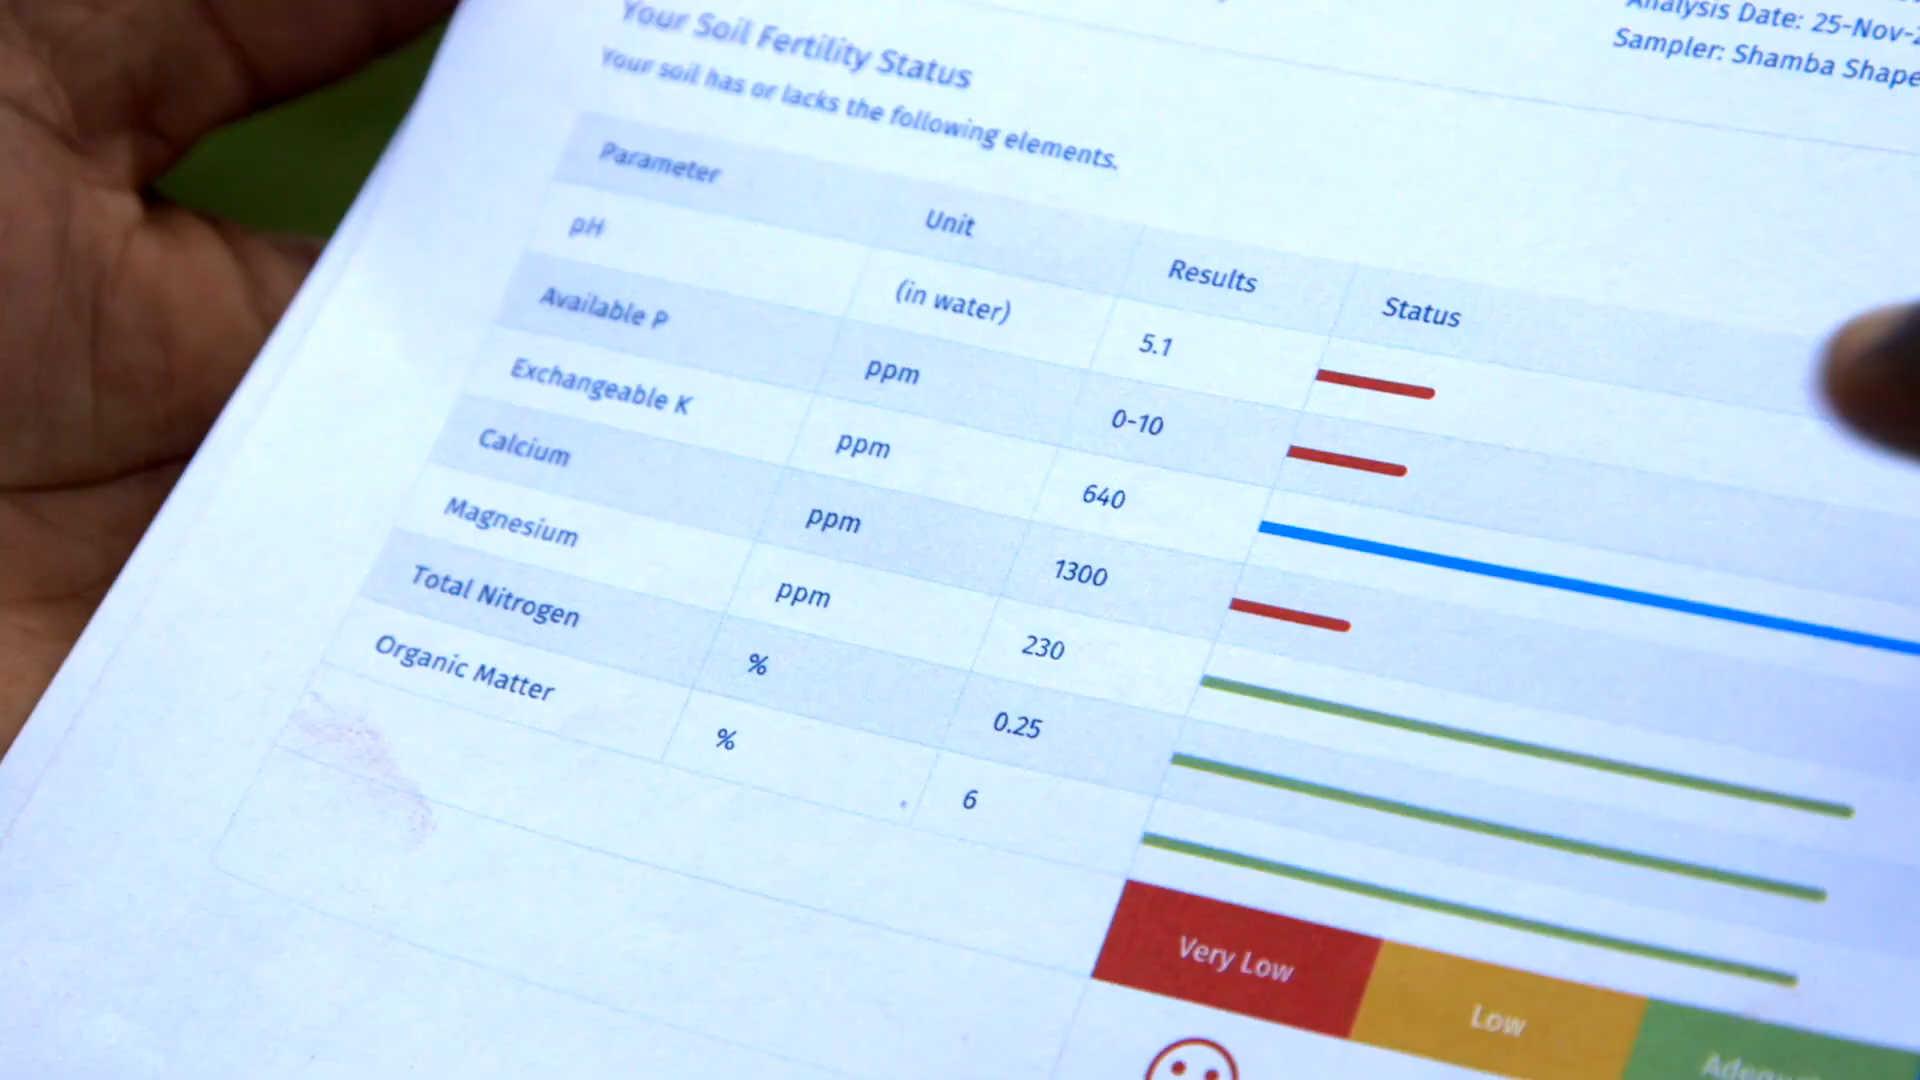 Analysis Date: 25-Nov-
Sampler: Shamba Shape
Your Soil Fertility Status
Your soil has or lacks the following elements.
Parameter Unit Results Status
pH (in water) 5.1
Available P ppm 0-10
Exchangeable K ppm 640
Calcium ppm 1300
Magnesium ppm 230
Total Nitrogen % 0.25
Organic Matter % 6
Very Low Low